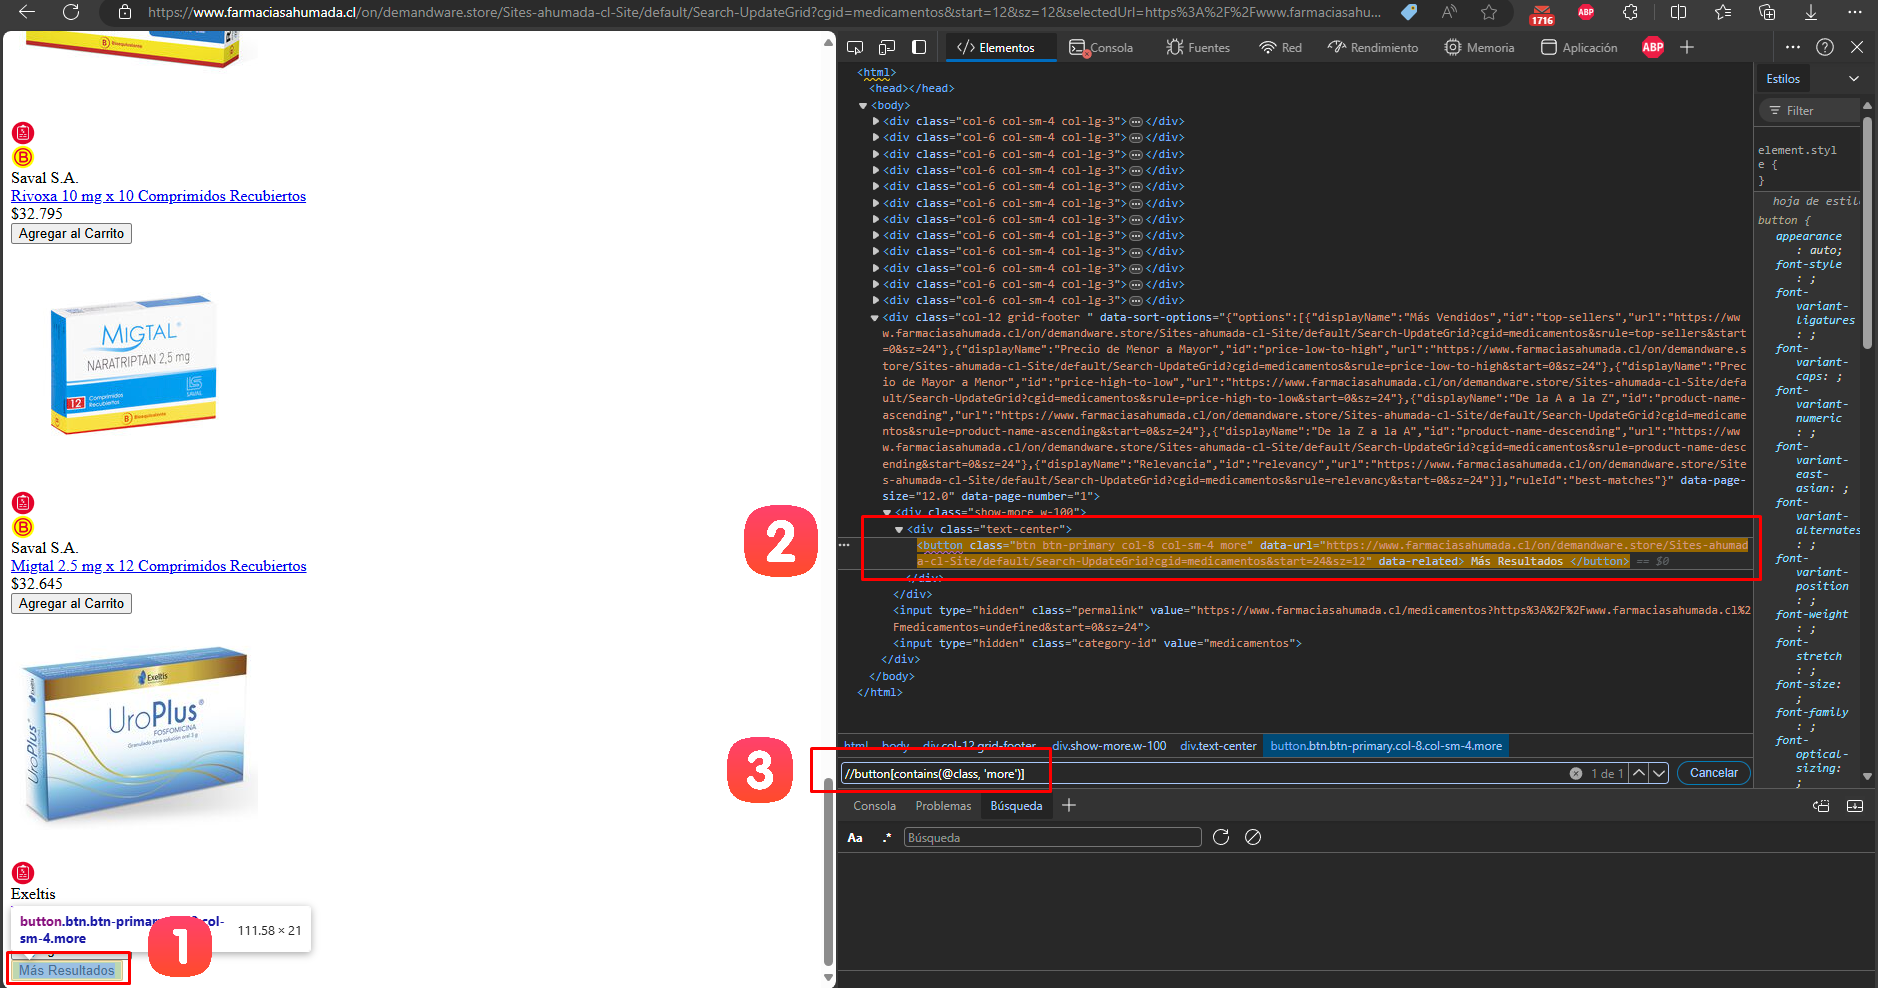 https://www.farmaciasahumada.cl/on/demandware.store/Sites-ahumada-cl-Site/default/Search-UpdateGrid?cgid=medicamentos&start=12&sz=12&selectedUrl=https%3A%2F%2Fwww.farmaciasahu...
1716
ABP
Elementos
Consola
Fuentes
Red
Rendimiento
Memoria
Aplicación
ABP
B Bioequivalente
B
Saval S.A.
Rivoxa 10 mg x 10 Comprimidos Recubiertos
$32.795
Agregar al Carrito
MIGTAL®
NARATRIPTAN 2,5 mg
12 Comprimidos Recubiertos
SAVAL
B Bioequivalente
B
Saval S.A.
Migtal 2.5 mg x 12 Comprimidos Recubiertos
$32.645
Agregar al Carrito
Exeltis
UroPlus®
FOSFOMICINA
Granulado para solución oral 3 g
UroPlus
Exeltis
button.btn.btn-primar
col-
sm-4.more
111.58 × 21
1
Más Resultados
2
3
<html>
<head></head>
<body>
<div class="col-6 col-sm-4 col-lg-3">…</div>
<div class="col-6 col-sm-4 col-lg-3">…</div>
<div class="col-6 col-sm-4 col-lg-3">…</div>
<div class="col-6 col-sm-4 col-lg-3">…</div>
<div class="col-6 col-sm-4 col-lg-3">…</div>
<div class="col-6 col-sm-4 col-lg-3">…</div>
<div class="col-6 col-sm-4 col-lg-3">…</div>
<div class="col-6 col-sm-4 col-lg-3">…</div>
<div class="col-6 col-sm-4 col-lg-3">…</div>
<div class="col-6 col-sm-4 col-lg-3">…</div>
<div class="col-6 col-sm-4 col-lg-3">…</div>
<div class="col-6 col-sm-4 col-lg-3">…</div>
<div class="col-12 grid-footer " data-sort-options="{"options":[{"displayName":"Más Vendidos","id":"top-sellers","url":"https://ww
w.farmaciasahumada.cl/on/demandware.store/Sites-ahumada-cl-Site/default/Search-UpdateGrid?cgid=medicamentos&srule=top-sellers&start
=0&sz=24"},{"displayName":"Precio de Menor a Mayor","id":"price-low-to-high","url":"https://www.farmaciasahumada.cl/on/demandware.s
tore/Sites-ahumada-cl-Site/default/Search-UpdateGrid?cgid=medicamentos&srule=price-low-to-high&start=0&sz=24"},{"displayName":"Prec
io de Mayor a Menor","id":"price-high-to-low","url":"https://www.farmaciasahumada.cl/on/demandware.store/Sites-ahumada-cl-Site/defa
ult/Search-UpdateGrid?cgid=medicamentos&srule=price-high-to-low&start=0&sz=24"},{"displayName":"De la A a la Z","id":"product-name-
ascending","url":"https://www.farmaciasahumada.cl/on/demandware.store/Sites-ahumada-cl-Site/default/Search-UpdateGrid?cgid=medicame
ntos&srule=product-name-ascending&start=0&sz=24"},{"displayName":"De la Z a la A","id":"product-name-descending","url":"https://ww
w.farmaciasahumada.cl/on/demandware.store/Sites-ahumada-cl-Site/default/Search-UpdateGrid?cgid=medicamentos&srule=product-name-desc
ending&start=0&sz=24"},{"displayName":"Relevancia","id":"relevancy","url":"https://www.farmaciasahumada.cl/on/demandware.store/Site
s-ahumada-cl-Site/default/Search-UpdateGrid?cgid=medicamentos&srule=relevancy&start=0&sz=24"}],"ruleId":"best-matches"}" data-page-
size="12.0" data-page-number="1">
<div class="show-more w-100">
<div class="text-center">
<button class="btn btn-primary col-8 col-sm-4 more" data-url="https://www.farmaciasahumada.cl/on/demandware.store/Sites-ahumad
a-cl-Site/default/Search-UpdateGrid?cgid=medicamentos&start=24&sz=12" data-related> Más Resultados </button> == $0
</div>
</div>
<input type="hidden" class="permalink" value="https://www.farmaciasahumada.cl/medicamentos?https%3A%2F%2Fwww.farmaciasahumada.cl%2
Fmedicamentos=undefined&start=0&sz=24">
<input type="hidden" class="category-id" value="medicamentos">
</div>
</body>
</html>
html body div.col-12.grid-footer div.show-more.w-100 div.text-center button.btn.btn-primary.col-8.col-sm-4.more
//button[contains(@class, 'more')]
1 de 1
Cancelar
Consola
Problemas
Búsqueda
Aa
.*
Búsqueda
Estilos
Filter
element.styl
e {
}
hoja de estil
button {
appearance
: auto;
font-style
: ;
font-
variant-
ligatures
: ;
font-
variant-
caps: ;
font-
variant-
numeric
: ;
font-
variant-
east-
asian: ;
font-
variant-
alternates
: ;
font-
variant-
position
: ;
font-weight
: ;
font-
stretch
: ;
font-size:
;
font-family
: ;
font-
optical-
sizing:
;